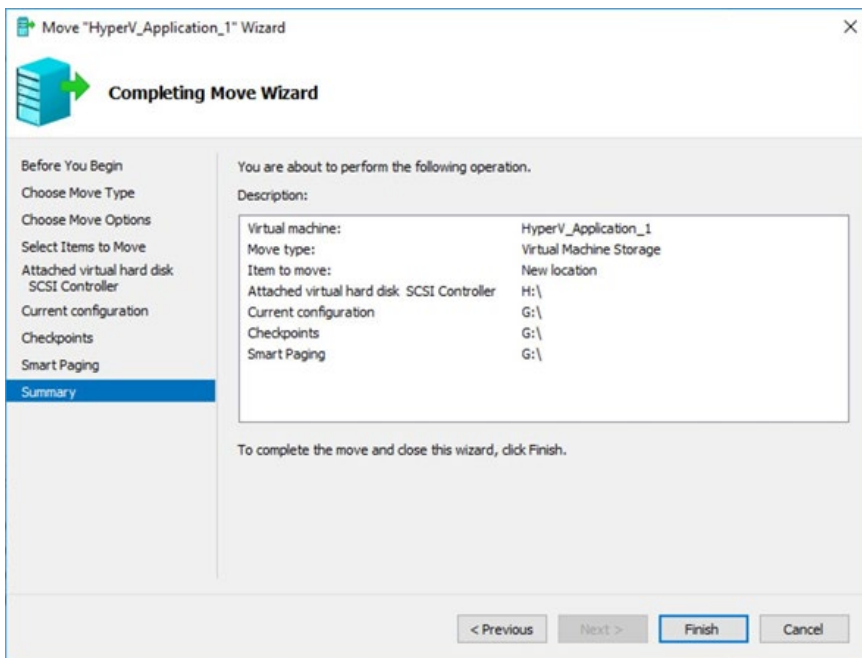 Move "HyperV_Application_1" Wizard
Completing Move Wizard
Before You Begin
Choose Move Type
Choose Move Options
Select Items to Move
Attached virtual hard disk
SCSI Controller
Current configuration
Checkpoints
Smart Paging
Summary
You are about to perform the following operation.
Description:
Virtual machine: HyperV_Application_1
Move type: Virtual Machine Storage
Item to move: New location
Attached virtual hard disk SCSI Controller H:\
Current configuration G:\
Checkpoints G:\
Smart Paging G:\
To complete the move and close this wizard, click Finish.
< Previous Next > Finish Cancel